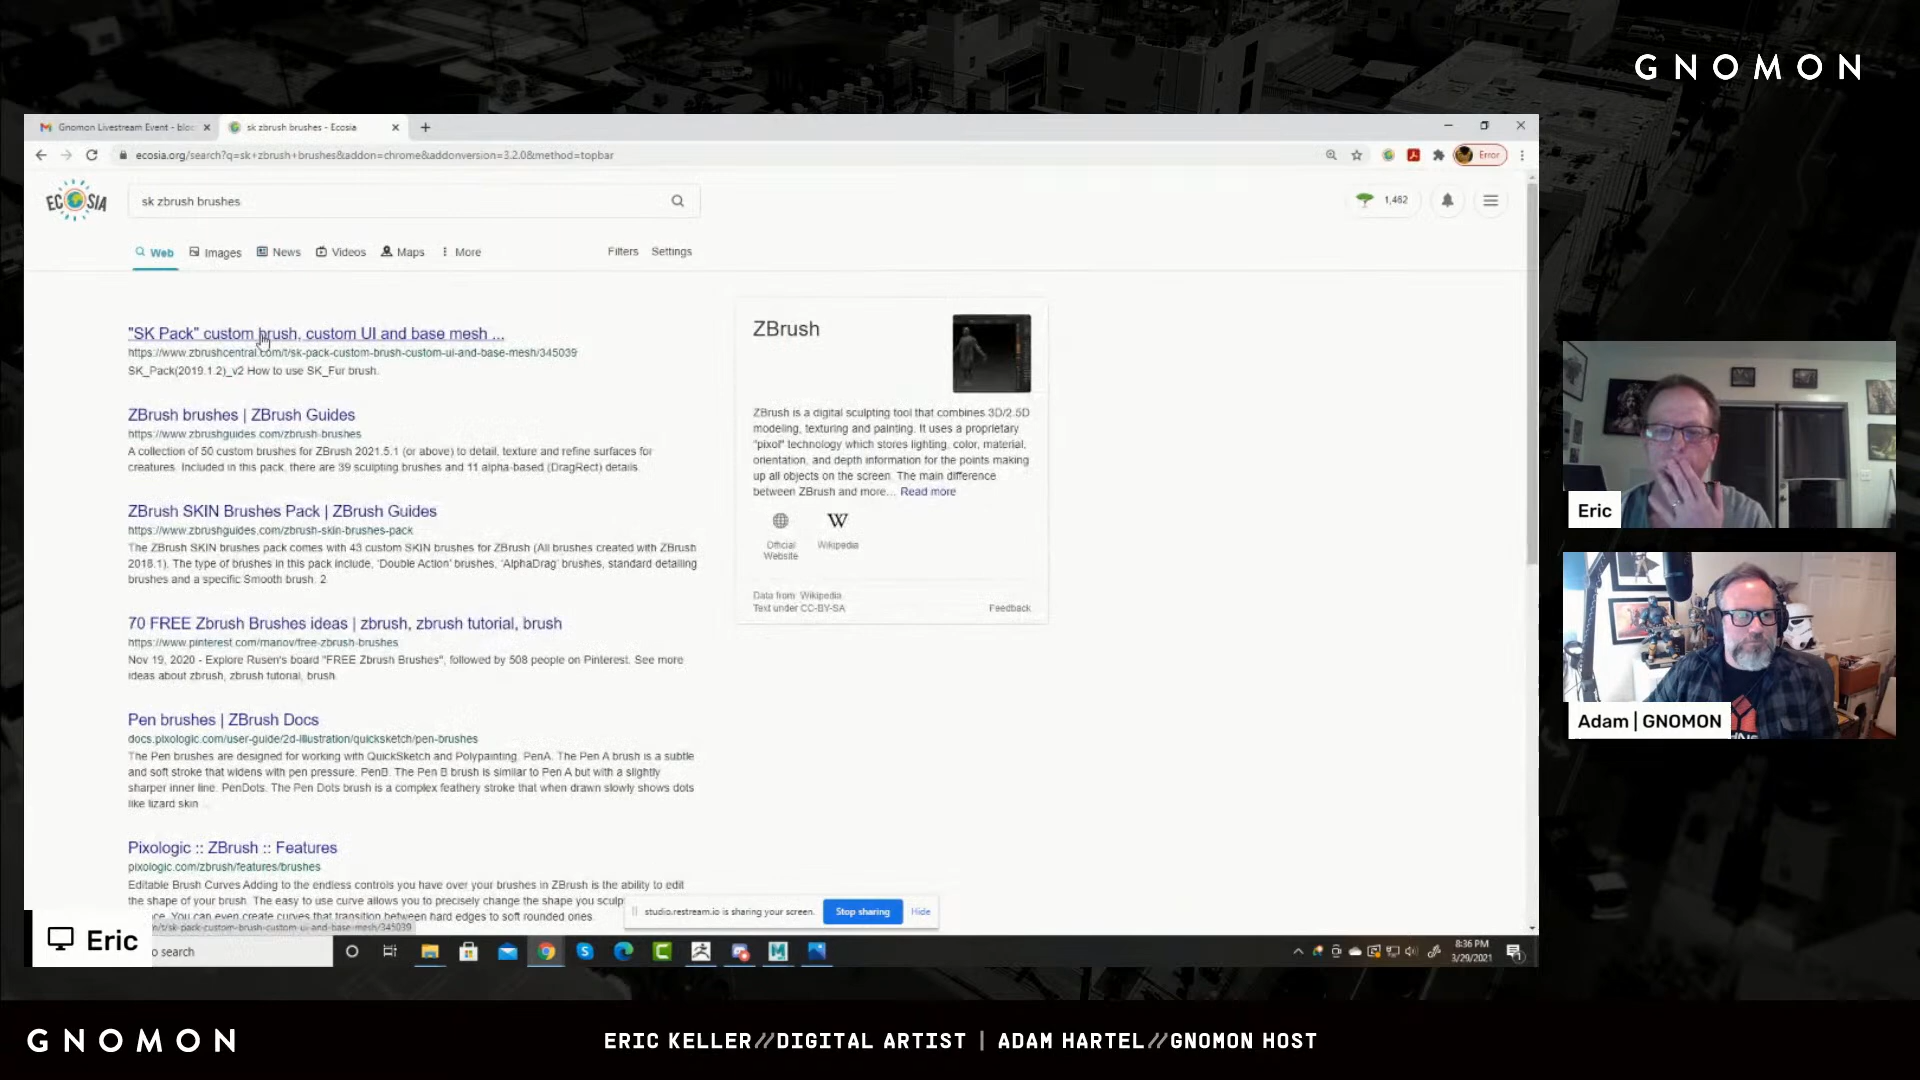 GNOMON
Gnomon Livestream Event - bloc
sk zbrush brushes - Ecosia
ecosia.org/search?q=sk+zbrush+brushes&addon=chrome&addonversion=3.2.0&method=topbar
Error
ECOSIA
sk zbrush brushes
1,462
Web
Images
News
Videos
Maps
More
Filters
Settings
"SK Pack" custom brush, custom UI and base mesh ...
https://www.zbrushcentral.com/t/sk-pack-custom-brush-custom-ui-and-base-mesh/345039
SK_Pack(2019.1.2)_v2 How to use SK_Fur brush.
ZBrush brushes | ZBrush Guides
https://www.zbrushguides.com/zbrush-brushes
A collection of 50 custom brushes for ZBrush 2021.5.1 (or above) to detail, texture and refine surfaces for
creatures. Included in this pack, there are 39 sculpting brushes and 11 alpha-based (DragRect) details.
ZBrush SKIN Brushes Pack | ZBrush Guides
https://www.zbrushguides.com/zbrush-skin-brushes-pack
The ZBrush SKIN brushes pack comes with 43 custom SKIN brushes for ZBrush (All brushes created with ZBrush
2018.1). The type of brushes in this pack include, 'Double Action' brushes, 'AlphaDrag' brushes, standard detailing
brushes and a specific Smooth brush. 2
70 FREE Zbrush Brushes ideas | zbrush, zbrush tutorial, brush
https://www.pinterest.com/manov/free-zbrush-brushes
Nov 19, 2020 - Explore Rusen's board "FREE Zbrush Brushes", followed by 508 people on Pinterest. See more
ideas about zbrush, zbrush tutorial, brush.
Pen brushes | ZBrush Docs
docs.pixologic.com/user-guide/2d-illustration/quicksketch/pen-brushes
The Pen brushes are designed for working with QuickSketch and Polypainting. PenA. The Pen A brush is a subtle
and soft stroke that widens with pen pressure. PenB. The Pen B brush is similar to Pen A but with a slightly
sharper inner line. PenDots. The Pen Dots brush is a complex feathery stroke that when drawn slowly shows dots
like lizard skin
Pixologic :: ZBrush :: Features
pixologic.com/zbrush/features/brushes
Editable Brush Curves Adding to the endless controls you have over your brushes in ZBrush is the ability to edit
the shape of your brush. The easy to use curve allows you to precisely change the shape you sculp
ce. You can even create curves that transition between hard edges to soft rounded ones.
n/t/sk-pack-custom-brush-custom-ui-and-base-mesh/345039
ZBrush
ZBrush is a digital sculpting tool that combines 3D/2.5D
modeling, texturing and painting. It uses a proprietary
"pixol" technology which stores lighting, color, material,
orientation, and depth information for the points making
up all objects on the screen. The main difference
between ZBrush and more... Read more
Official
Website
W
Wikipedia
Data from: Wikipedia
Text under CC-BY-SA
Feedback
studio.restream.io is sharing your screen.
Stop sharing
Hide
Eric
o search
8:36 PM
3/29/2021
Eric
Adam | GNOMON
GNOMON
ERIC KELLER//DIGITAL ARTIST | ADAM HARTEL//GNOMON HOST